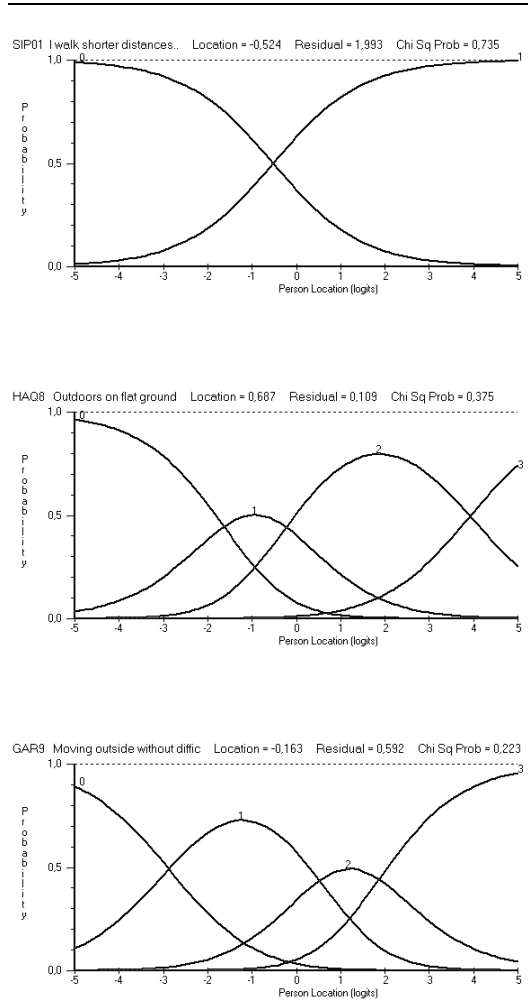 SIP01 I walk shorter distances.. Location = -0,524 Residual = 1,993 Chi Sq Prob = 0,735
1,0
0
1
Probability
0,5
0,0
-5 -4 -3 -2 -1 0 1 2 3 4 5
Person Location (logits)
HAQ8 Outdoors on flat ground Location = 0,687 Residual = 0,109 Chi Sq Prob = 0,375
1,0
0
Probability
2
0,5
1
3
0,0
-5 -4 -3 -2 -1 0 1 2 3 4 5
Person Location (logits)
GAR9 Moving outside without diffic Location = -0,163 Residual = 0,592 Chi Sq Prob = 0,223
1,0
0
3
Probability
1
0,5
2
0,0
-5 -4 -3 -2 -1 0 1 2 3 4 5
Person Location (logits)